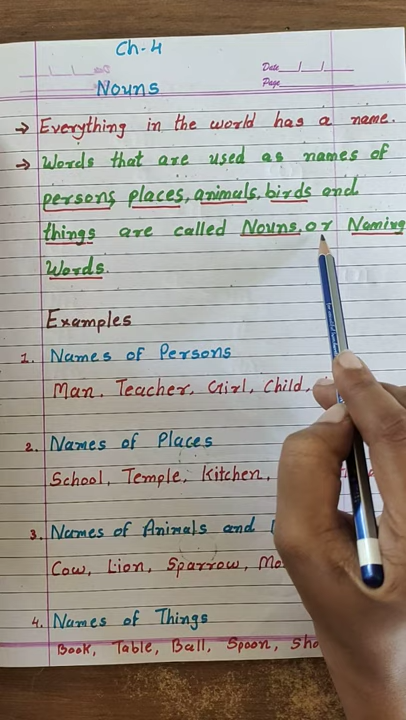 Ch-4
Date
Page
Nouns
→ Everything in the world has a name.
→ Words that are used as names of
persons places, animals, birds and
things are called Nouns, or Naming
Words.
Examples
1. Names of Persons
Man, Teacher, Girl, Child,
2. Names of Places
School, Temple, Kitchen,
3. Names of Animals and
Cow, Lion, Sparrow,
4. Names of Things
Book, Table, Ball, Spoon,